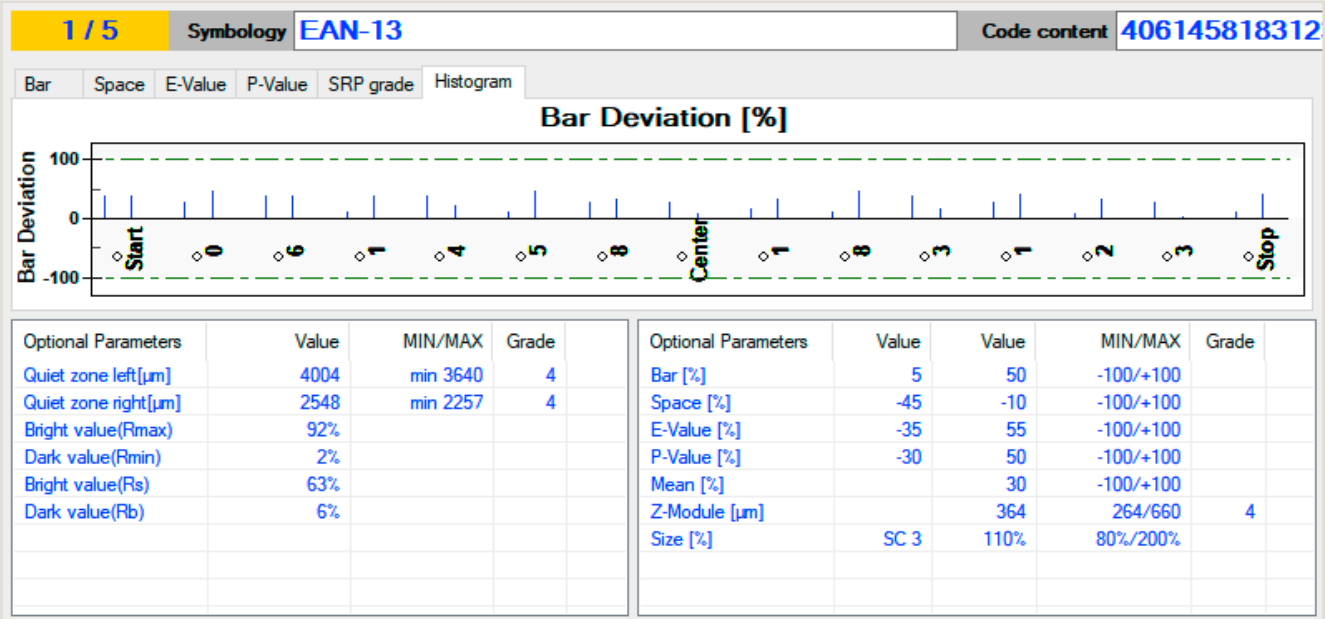 1 / 5 Symbology EAN-13 Code content 406145818312
Bar Space E-Value P-Value SRP grade Histogram
Bar Deviation [%]
Bar Deviation
100
0
-100
Start 0 6 1 4 5 8 Center 1 8 3 1 2 3 Stop
Optional Parameters Value MIN/MAX Grade
Quiet zone left[µm] 4004 min 3640 4
Quiet zone right[µm] 2548 min 2257 4
Bright value(Rmax) 92%
Dark value(Rmin) 2%
Bright value(Rs) 63%
Dark value(Rb) 6%
Optional Parameters Value Value MIN/MAX Grade
Bar [%] 5 50 -100/+100
Space [%] -45 -10 -100/+100
E-Value [%] -35 55 -100/+100
P-Value [%] -30 50 -100/+100
Mean [%] 30 -100/+100
Z-Module [µm] 364 264/660 4
Size [%] SC 3 110% 80%/200%